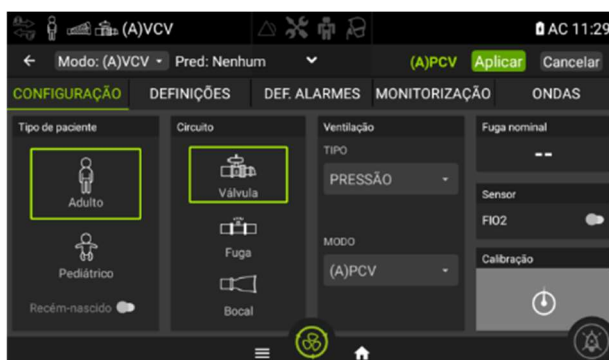 (A)VCV AC 11:29
Modo: (A)VCV Pred: Nenhum (A)PCV Aplicar Cancelar
CONFIGURAÇÃO DEFINIÇÕES DEF. ALARMES MONITORIZAÇÃO ONDAS
Tipo de paciente
Adulto
Pediátrico
Recém-nascido
Circuito
Válvula
Fuga
Bocal
Ventilação
TIPO
PRESSÃO
MODO
(A)PCV
Fuga nominal
--
Sensor
FIO2
Calibração